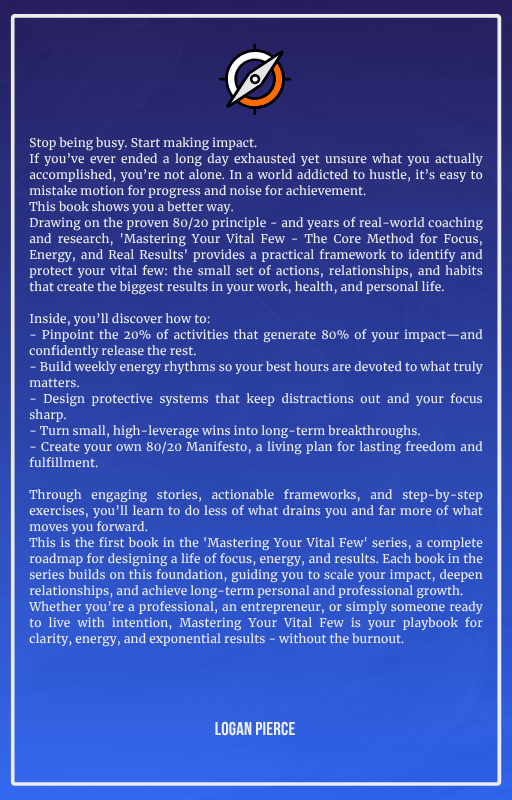 Stop being busy. Start making impact.
If you’ve ever ended a long day exhausted yet unsure what you actually
accomplished, you’re not alone. In a world addicted to hustle, it’s easy to
mistake motion for progress and noise for achievement.
This book shows you a better way.
Drawing on the proven 80/20 principle - and years of real-world coaching
and research, 'Mastering Your Vital Few - The Core Method for Focus,
Energy, and Real Results' provides a practical framework to identify and
protect your vital few: the small set of actions, relationships, and habits
that create the biggest results in your work, health, and personal life.

Inside, you’ll discover how to:
- Pinpoint the 20% of activities that generate 80% of your impact—and
confidently release the rest.
- Build weekly energy rhythms so your best hours are devoted to what truly
matters.
- Design protective systems that keep distractions out and your focus
sharp.
- Turn small, high-leverage wins into long-term breakthroughs.
- Create your own 80/20 Manifesto, a living plan for lasting freedom and
fulfillment.

Through engaging stories, actionable frameworks, and step-by-step
exercises, you’ll learn to do less of what drains you and far more of what
moves you forward.
This is the first book in the 'Mastering Your Vital Few' series, a complete
roadmap for designing a life of focus, energy, and results. Each book in the
series builds on this foundation, guiding you to scale your impact, deepen
relationships, and achieve long-term personal and professional growth.
Whether you’re a professional, an entrepreneur, or simply someone ready
to live with intention, Mastering Your Vital Few is your playbook for
clarity, energy, and exponential results - without the burnout.

LOGAN PIERCE